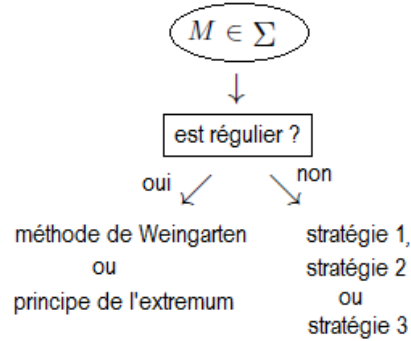 M ∈ Σ
est régulier ?
oui
non
méthode de Weingarten
ou
principe de l'extremum
stratégie 1,
stratégie 2
ou
stratégie 3